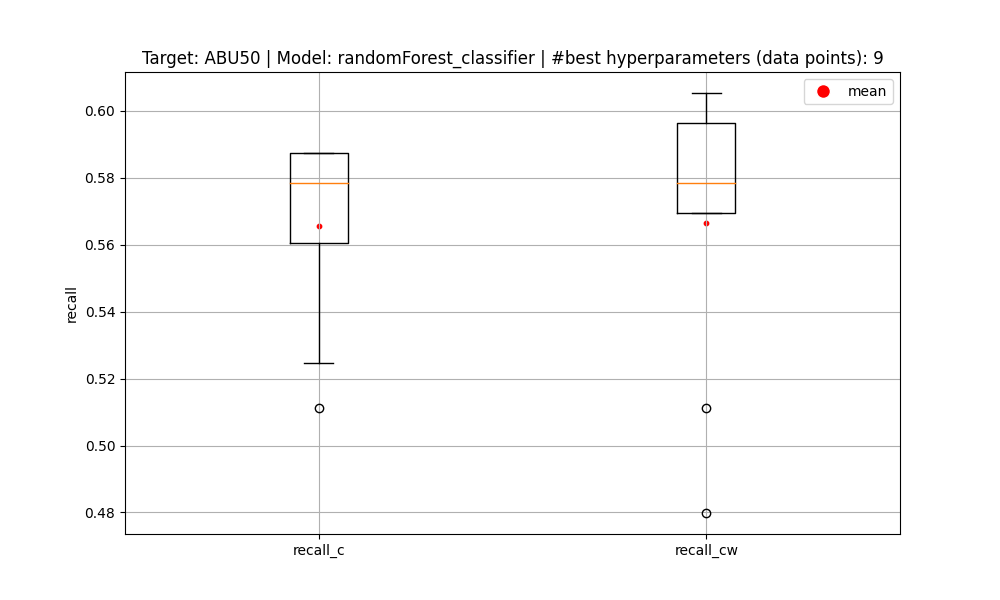 Target: ABU50 | Model: randomForest_classifier | #best hyperparameters (data points): 9
mean
0.60
0.58
0.56
0.54
0.52
0.50
0.48
recall
recall_c
recall_cw